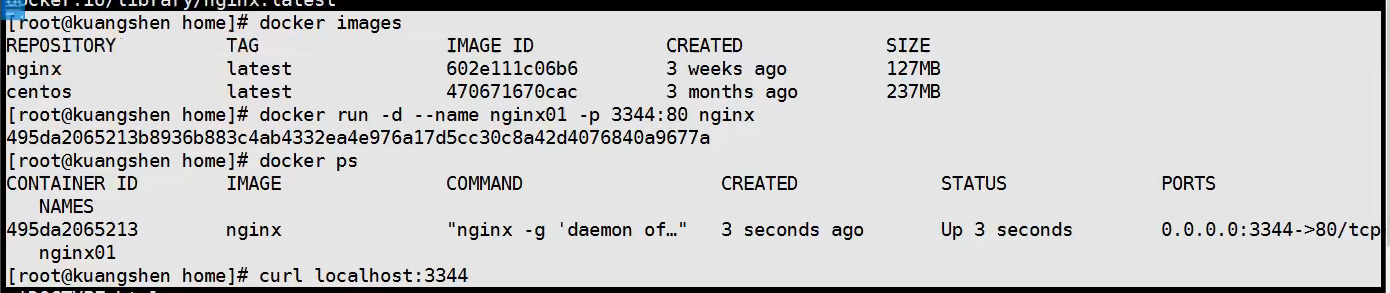 docker.io/library/nginx:latest
[root@kuangshen home]# docker images
REPOSITORY          TAG                 IMAGE ID            CREATED             SIZE
nginx               latest              602e111c06b6        3 weeks ago         127MB
centos              latest              470671670cac        3 months ago        237MB
[root@kuangshen home]# docker run -d --name nginx01 -p 3344:80 nginx
495da2065213b8936b883c4ab4332ea4e976a17d5cc30c8a42d4076840a9677a
[root@kuangshen home]# docker ps
CONTAINER ID        IMAGE               COMMAND                  CREATED             STATUS              PORTS
   NAMES
495da2065213        nginx               "nginx -g 'daemon of…"   3 seconds ago       Up 3 seconds        0.0.0.0:3344->80/tcp
   nginx01
[root@kuangshen home]# curl localhost:3344